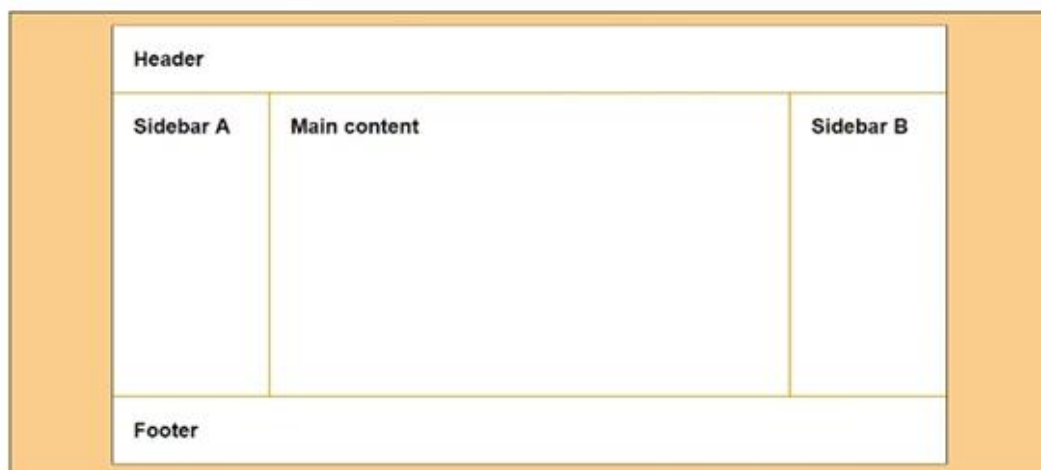 Header
Sidebar A
Main content
Sidebar B
Footer